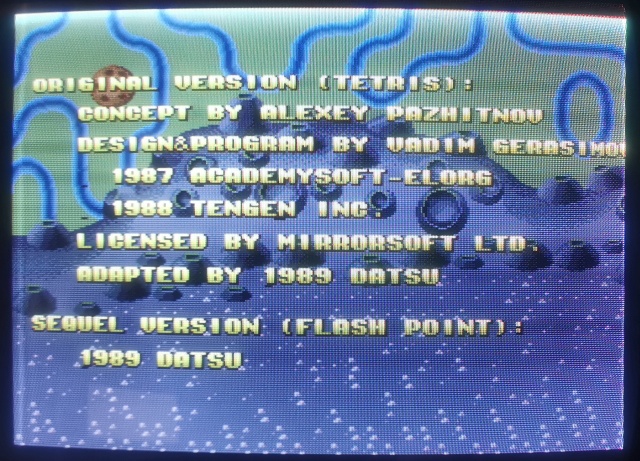 ORIGINAL VERSION (TETRIS):
CONCEPT BY ALEXEY PAZHITNOV
DESIGN&PROGRAM BY VADIM GERASIMOV
1987 ACADEMYSOFT-ELORG
1988 TENGEN INC.
LICENSED BY MIRRORSOFT LTD.
ADAPTED BY 1989 DATSU
SEQUEL VERSION (FLASH POINT):
1989 DATSU